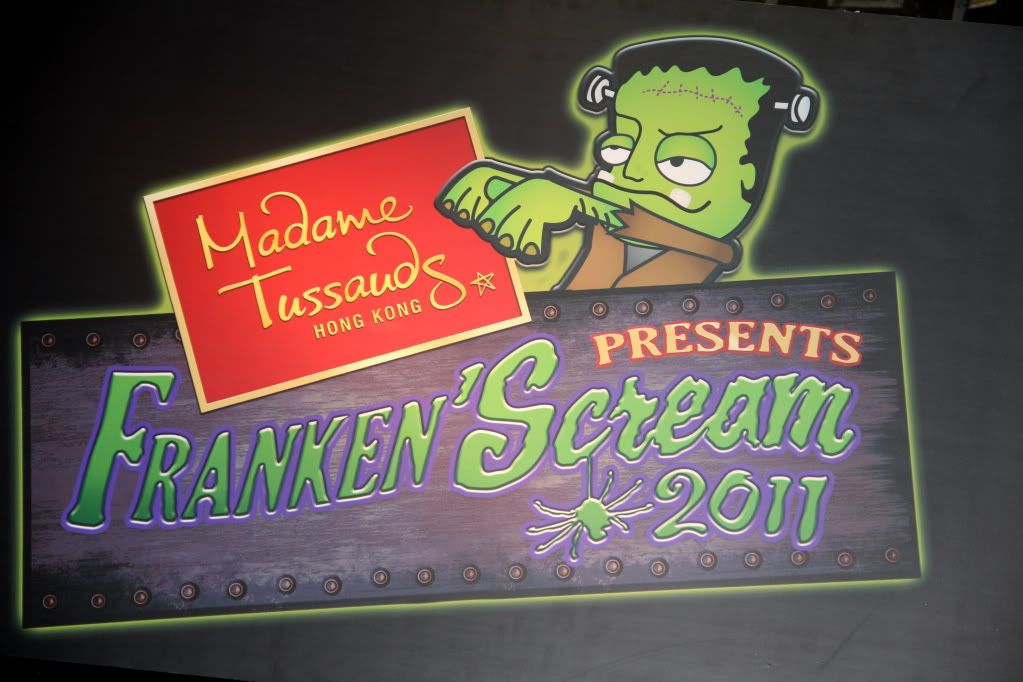 Madame
Tussauds
HONG KONG
PRESENTS
FRANKEN'Scream
2011